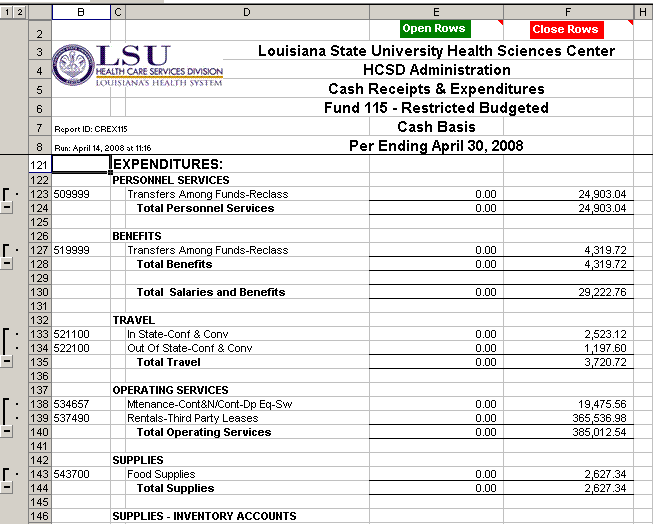 1 2 B C D E F H
2 Open Rows Close Rows
3 LSU Louisiana State University Health Sciences Center
4 HEALTH CARE SERVICES DIVISION HCSD Administration
5 LOUISIANA'S HEALTH SYSTEM Cash Receipts & Expenditures
6 Fund 115 - Restricted Budgeted
7 Report ID: CREX115 Cash Basis
8 Run: April 14, 2008 at 11:16 Per Ending April 30, 2008
121 EXPENDITURES:
122 PERSONNEL SERVICES
123 509999 Transfers Among Funds-Reclass 0.00 24,903.04
124 Total Personnel Services 0.00 24,903.04
125
126 BENEFITS
127 519999 Transfers Among Funds-Reclass 0.00 4,319.72
128 Total Benefits 0.00 4,319.72
129
130 Total Salaries and Benefits 0.00 29,222.76
131
132 TRAVEL
133 521100 In State-Conf & Conv 0.00 2,523.12
134 522100 Out Of State-Conf & Conv 0.00 1,197.60
135 Total Travel 0.00 3,720.72
136
137 OPERATING SERVICES
138 534657 Mtenance-Cont&N/Cont-Dp Eq-Sw 0.00 19,475.56
139 537490 Rentals-Third Party Leases 0.00 365,536.98
140 Total Operating Services 0.00 385,012.54
141
142 SUPPLIES
143 543700 Food Supplies 0.00 2,627.34
144 Total Supplies 0.00 2,627.34
145
146 SUPPLIES - INVENTORY ACCOUNTS